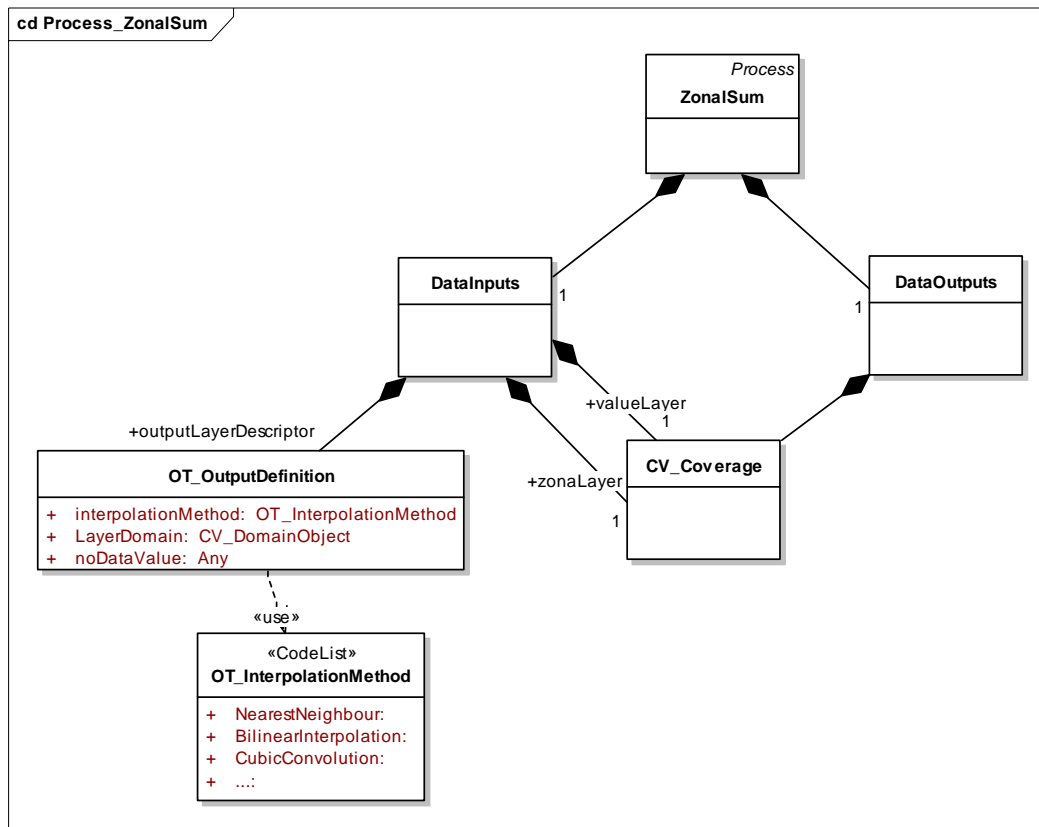 cd Process_ZonalSum
Process
ZonalSum
DataInputs
1
DataOutputs
1
+valueLayer
1
+outputLayerDescriptor
CV_Coverage
+zonaLayer
1
OT_OutputDefinition
+ interpolationMethod: OT_InterpolationMethod
+ LayerDomain: CV_DomainObject
+ noDataValue: Any
«use»
«CodeList»
OT_InterpolationMethod
+ NearestNeighbour:
+ BilinearInterpolation:
+ CubicConvolution:
+ ...: